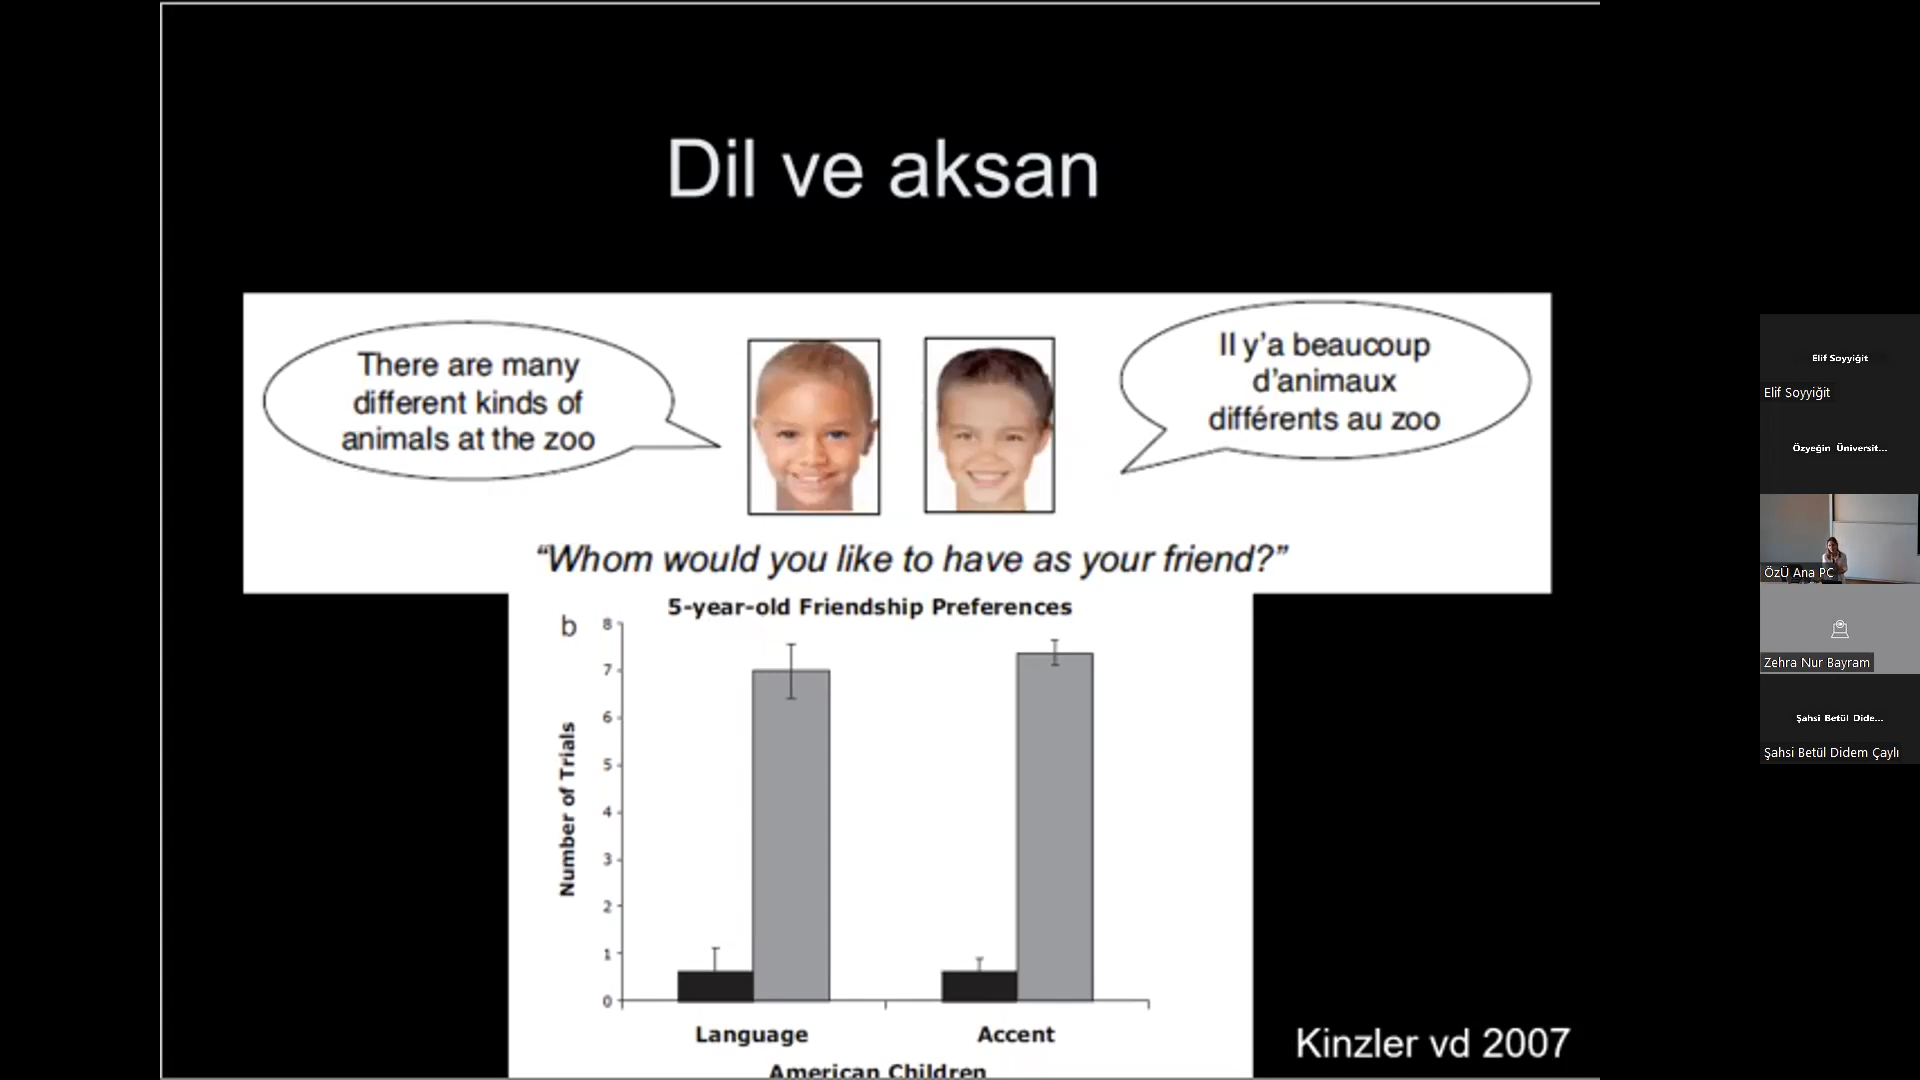 Dil ve aksan
There are many
different kinds of
animals at the zoo
Il y'a beaucoup
d'animaux
différents au zoo
“Whom would you like to have as your friend?”
5-year-old Friendship Preferences
b
8
7
6
5
4
3
2
1
0
Number of Trials
Language
Accent
American Children
Kinzler vd 2007
Elif Soyyiğit
Elif Soyyiğit
Özyeğin Üniversit...
ÖzÜ Ana PC
Zehra Nur Bayram
Şahsi Betül Dide...
Şahsi Betül Didem Çaylı